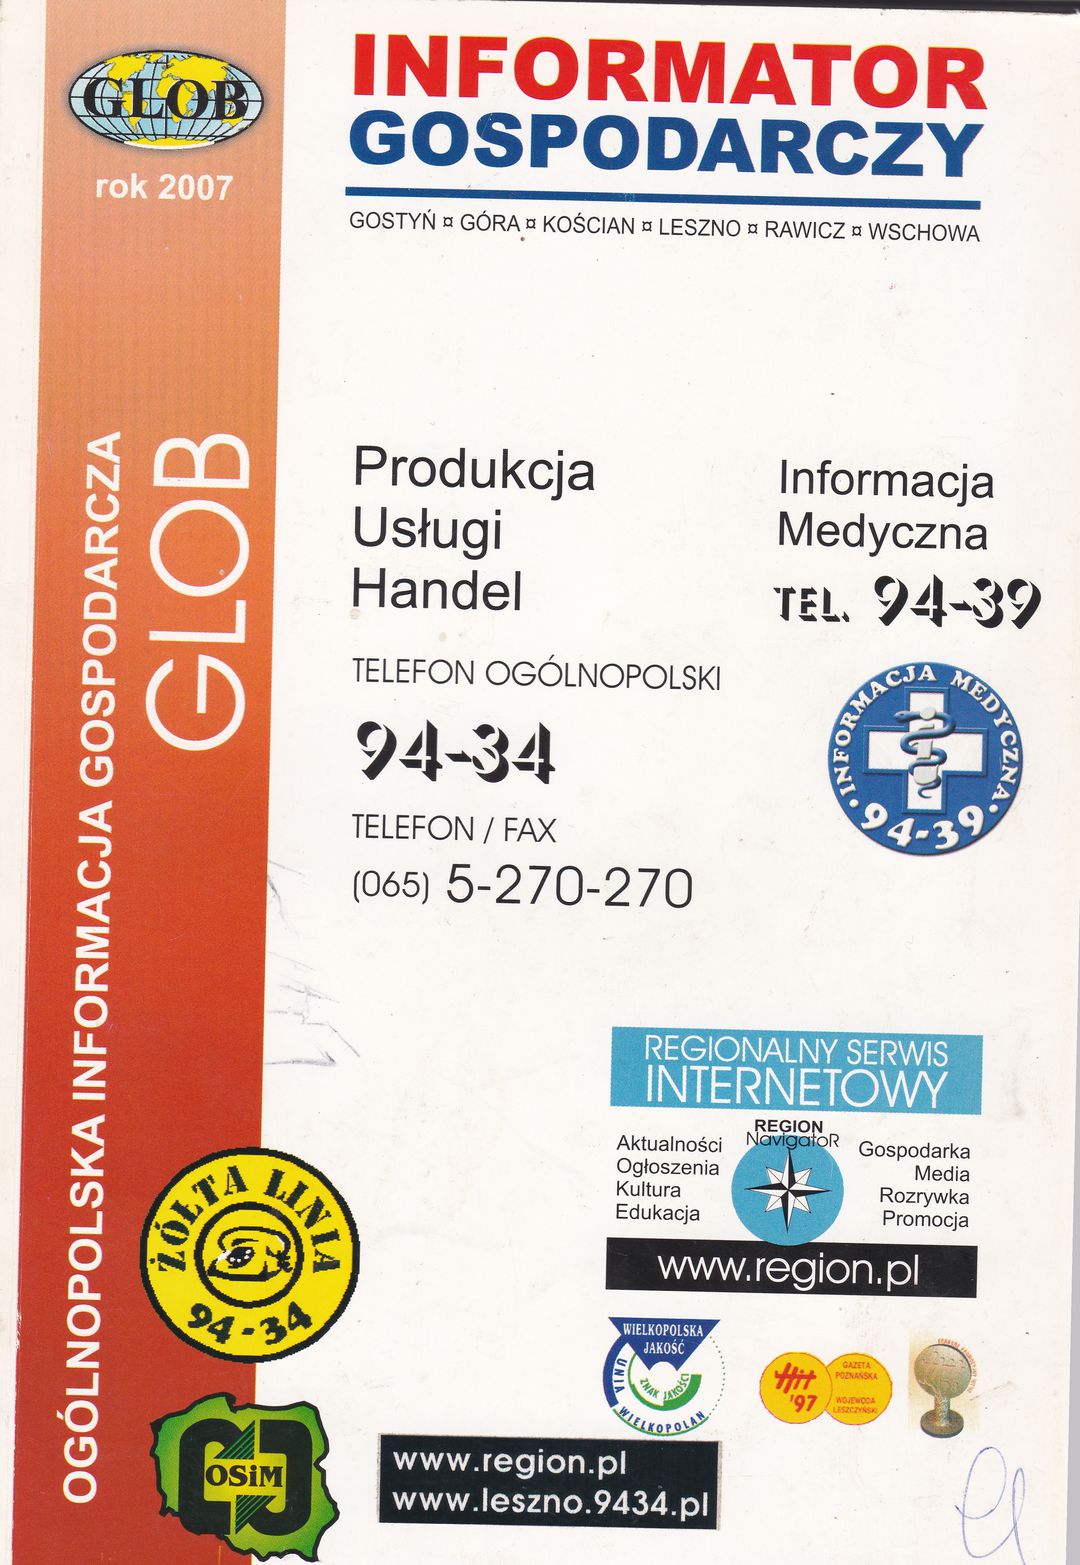 GLOB
rok 2007
INFORMATOR
GOSPODARCZY
GOSTYŃ ¤ GÓRA ¤ KOŚCIAN ¤ LESZNO ¤ RAWICZ ¤ WSCHOWA
OGÓLNOPOLSKA INFORMACJA GOSPODARCZA
GLOB
Produkcja
Usługi
Handel
TELEFON OGÓLNOPOLSKI
94-34
TELEFON / FAX
(065) 5-270-270
Informacja
Medyczna
TEL. 94-39
INFORMACJA MEDYCZNA
94-39
REGIONALNY SERWIS
INTERNETOWY
REGION
NavigatoR
Aktualności
Ogłoszenia
Kultura
Edukacja
Gospodarka
Media
Rozrywka
Promocja
www.region.pl
ŻÓŁTA LINIA
94-34
WIELKOPOLSKA
JAKOŚĆ
ZNAK JAKOŚCI
UNIA WIELKOPOLAN
Hit
'97
GAZETA
POZNAŃSKA
WOJEWODA
LESZCZYŃSKI
OSiM
www.region.pl
www.leszno.9434.pl